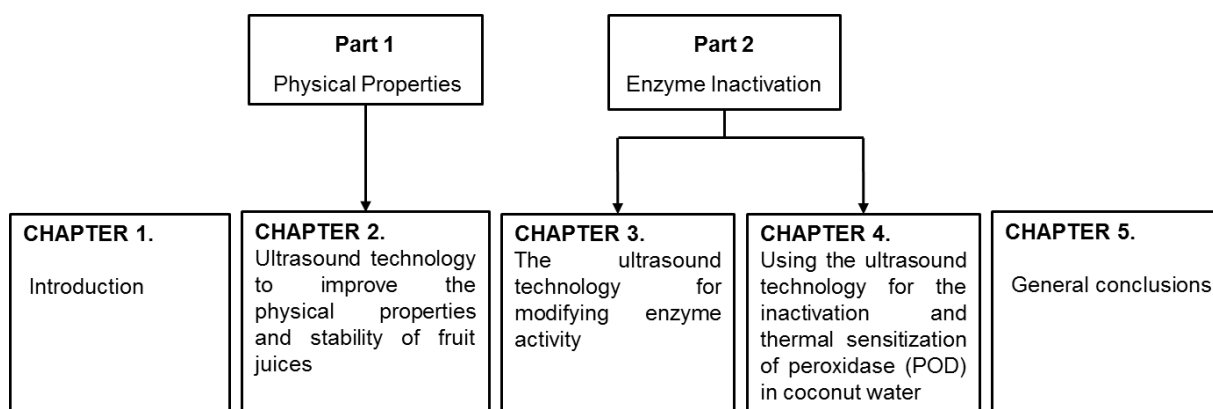 Part 1
Physical Properties
Part 2
Enzyme Inactivation
CHAPTER 1.
Introduction
CHAPTER 2.
Ultrasound technology
to improve the
physical properties
and stability of fruit
juices
CHAPTER 3.
The ultrasound
technology for
modifying enzyme
activity
CHAPTER 4.
Using the ultrasound
technology for the
inactivation and
thermal sensitization
of peroxidase (POD)
in coconut water
CHAPTER 5.
General conclusions